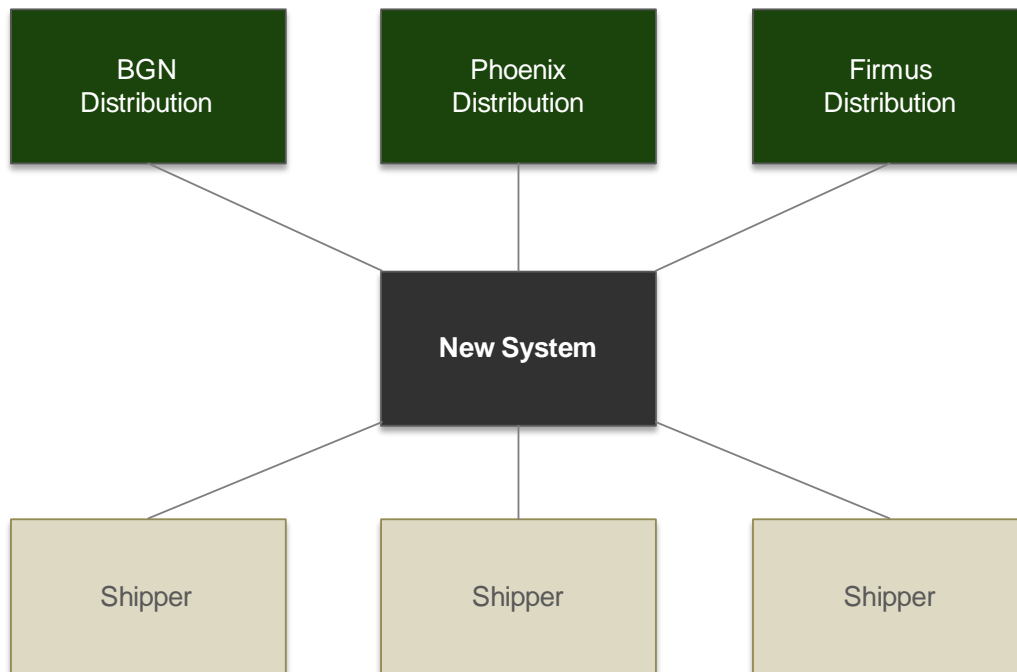 BGN
Distribution
Phoenix
Distribution
Firmus
Distribution
New System
Shipper
Shipper
Shipper